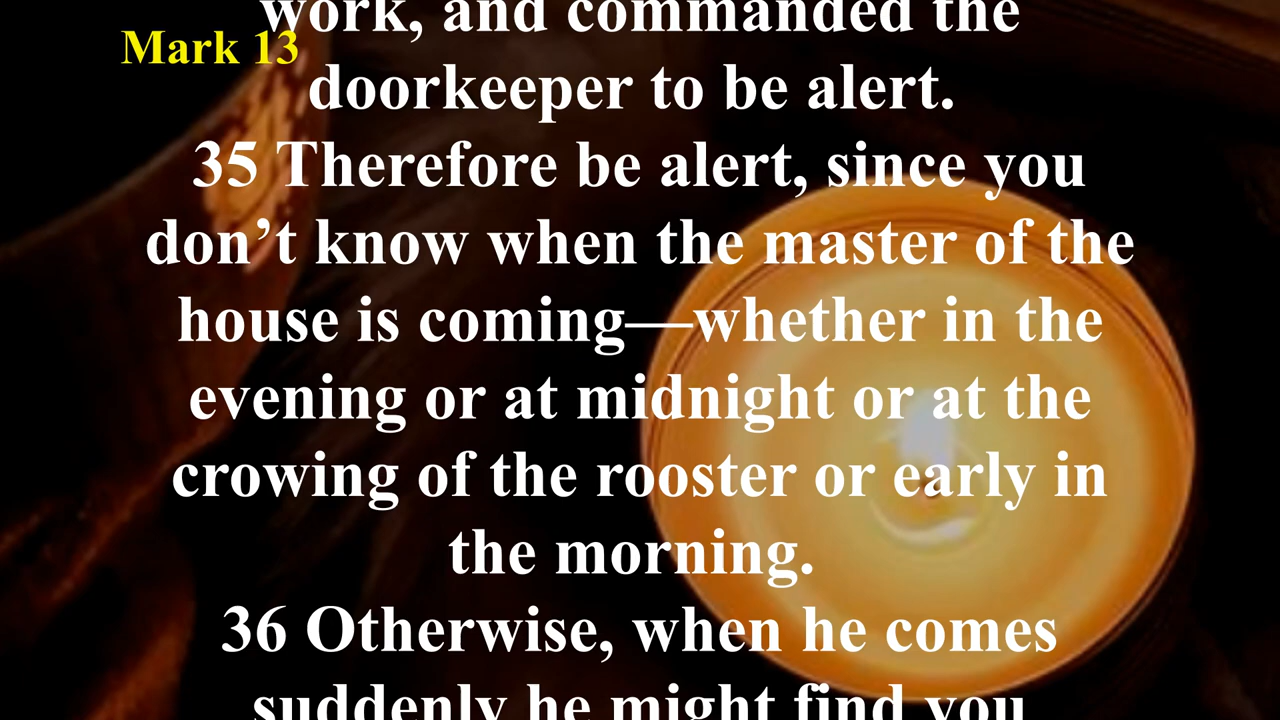 work, and commanded the
Mark 13
doorkeeper to be alert.
35 Therefore be alert, since you
don’t know when the master of the
house is coming—whether in the
evening or at midnight or at the
crowing of the rooster or early in
the morning.
36 Otherwise, when he comes
suddenly he might find you